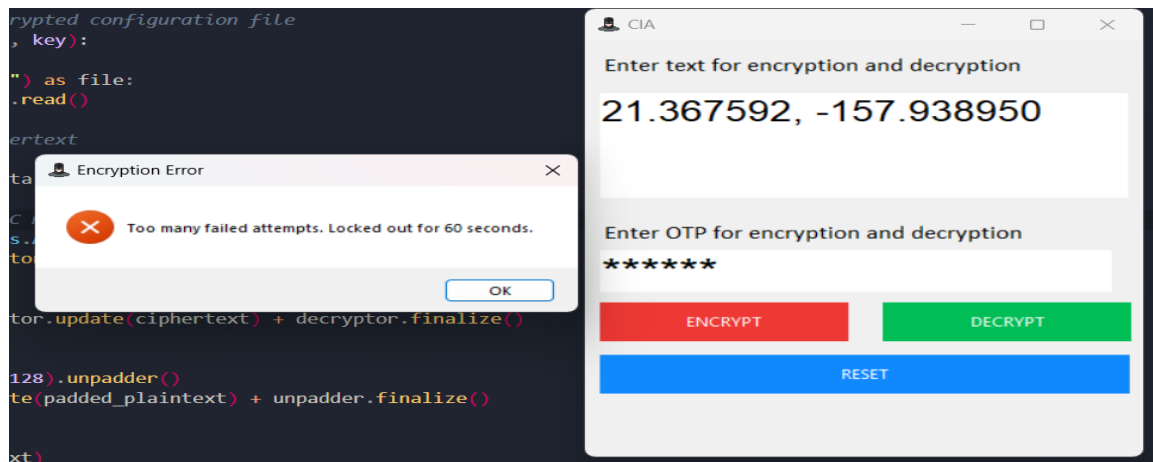 rypted configuration file
, key):
") as file:
.read()
ertext
ta
s.
to
tor.update(ciphertext) + decryptor.finalize()
128).unpadder()
te(padded_plaintext) + unpadder.finalize()
xt)
Encryption Error
Too many failed attempts. Locked out for 60 seconds.
OK
CIA
Enter text for encryption and decryption
21.367592, -157.938950
Enter OTP for encryption and decryption
******
ENCRYPT
DECRYPT
RESET